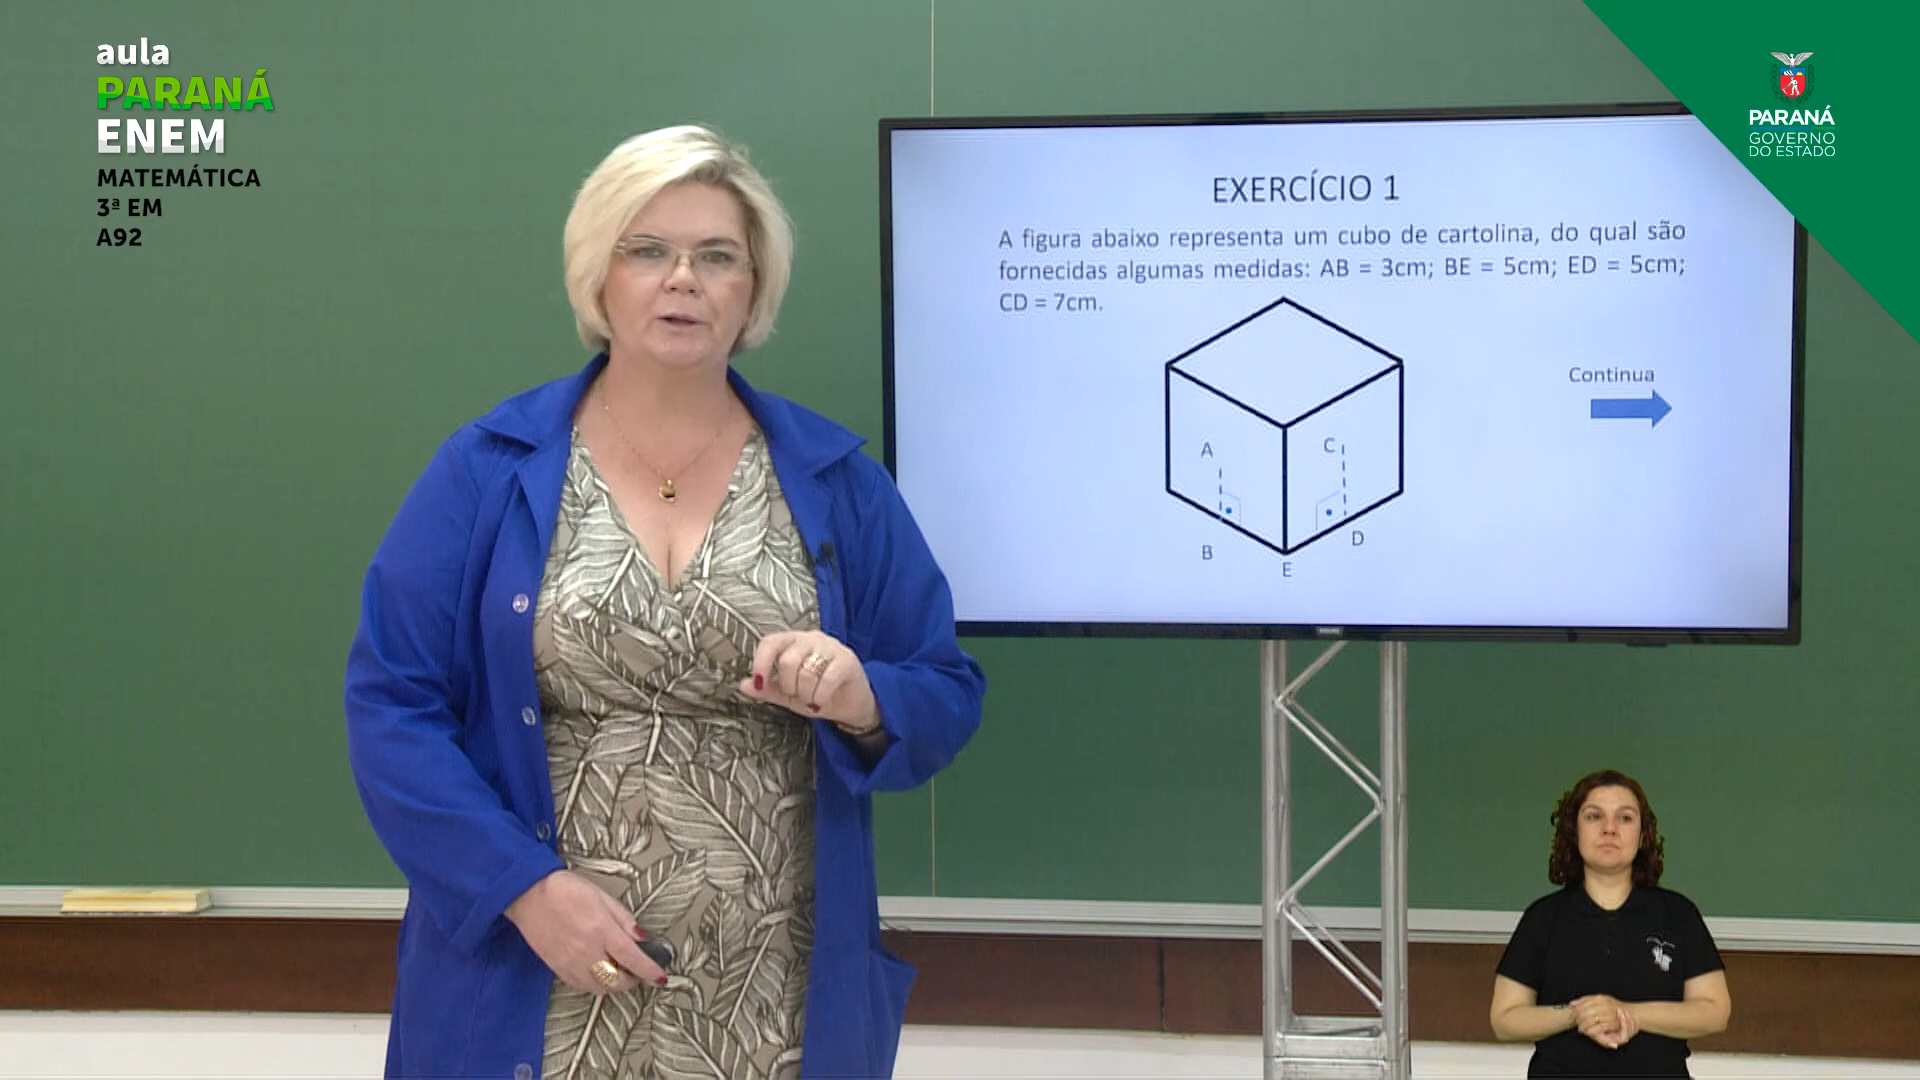 aula
PARANÁ
ENEM
MATEMÁTICA
3ª EM
A92
PARANÁ
GOVERNO
DO ESTADO
EXERCÍCIO 1
A figura abaixo representa um cubo de cartolina, do qual são
fornecidas algumas medidas: AB = 3cm; BE = 5cm; ED = 5cm;
CD = 7cm.
Continua
A
C
B
D
E